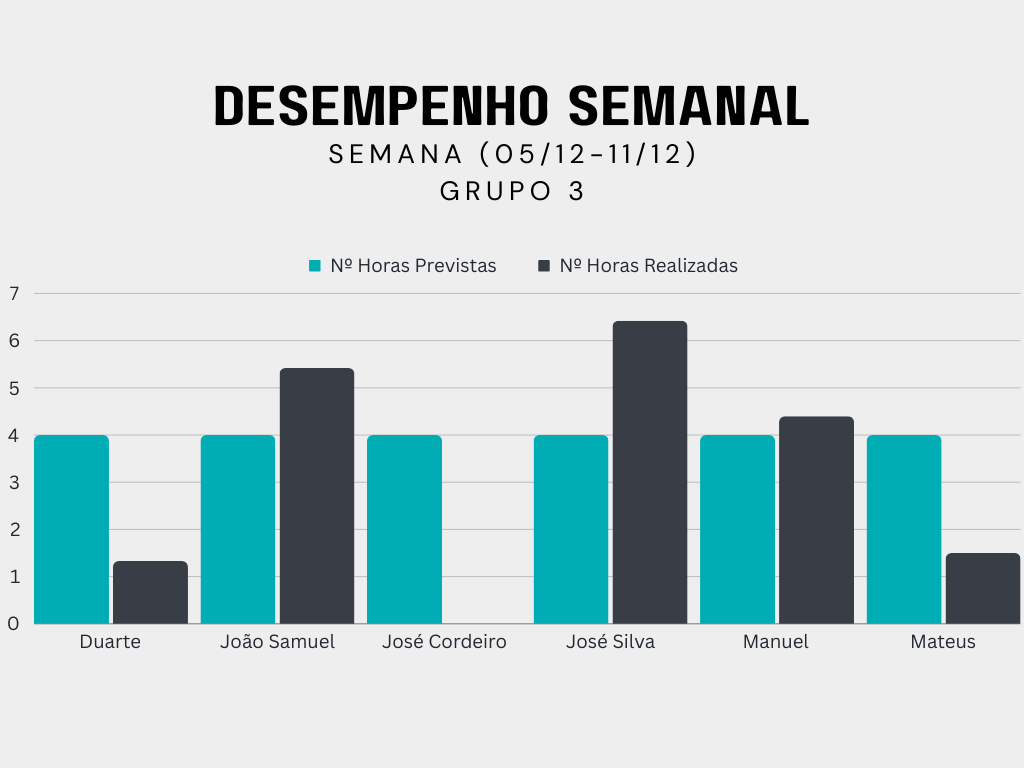 DESEMPENHO SEMANAL
SEMANA (05/12-11/12)
GRUPO 3
Nº Horas Previstas Nº Horas Realizadas
7
6
5
4
3
2
1
0
Duarte João Samuel José Cordeiro José Silva Manuel Mateus